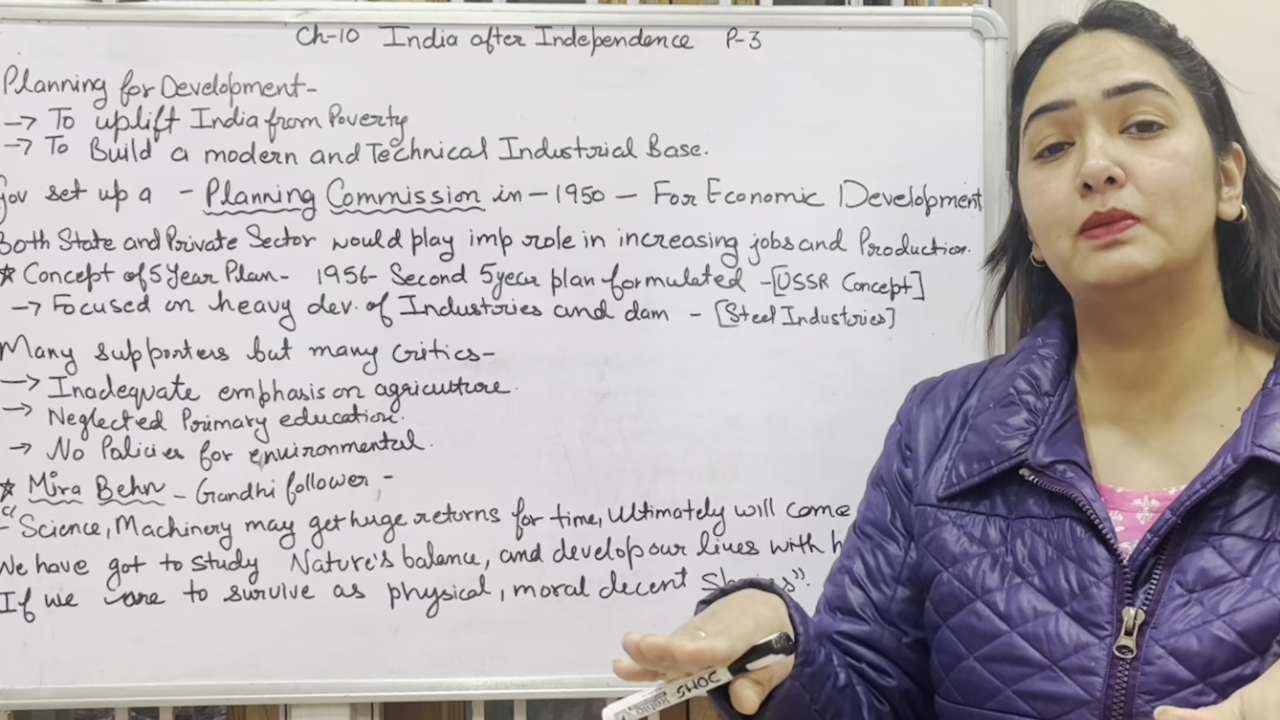 Ch-10 India after Independence P-3
Planning for Development-
→ To uplift India from Poverty
→ To Build a modern and Technical Industrial Base.
Gov set up a - Planning Commission in - 1950 - For Economic Development
Both State and Private Sector would play imp role in increasing jobs and Production.
★ Concept of 5 Year Plan - 1956- Second 5 year plan formulated -[USSR Concept]
→ Focused on heavy dev. of Industries and dam - [Steel Industries]
Many supporters but many Critics-
→ Inadequate emphasis on agriculture.
→ Neglected Primary education.
→ No Policies for environmental.
★ Mira Behn - Gandhi follower -
- "Science, Machinery may get huge returns for time, Ultimately will come
We have got to study Nature's balance, and develop our lives with h
If we are to survive as physical, moral decent